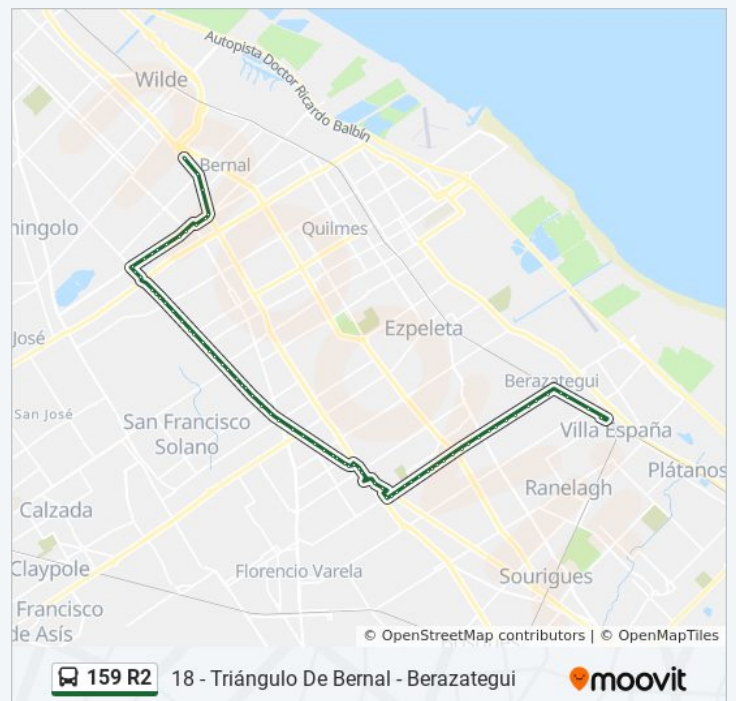 Autopista Doctor Ricardo Balbín
Wilde
Bernal
ningolo
Quilmes
José
Ezpeleta
Berazategui
San José
San Francisco
Solano
Villa España
Plátanos
Ranelagh
Calzada
Claypole
Florencio Varela
Sourigues
Francisco
de Asís
© OpenStreetMap contributors | © OpenMapTiles
159 R2
18 - Triángulo De Bernal - Berazategui
moovit